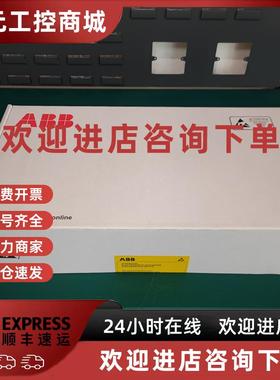 元工控商城
ABB
欢迎进店咨询下单
费开票
号齐全
力商家
仓速发
online
ABB
EXPRESS
顺丰速运
24小时在线 欢迎进店
欢迎进店咨询下单